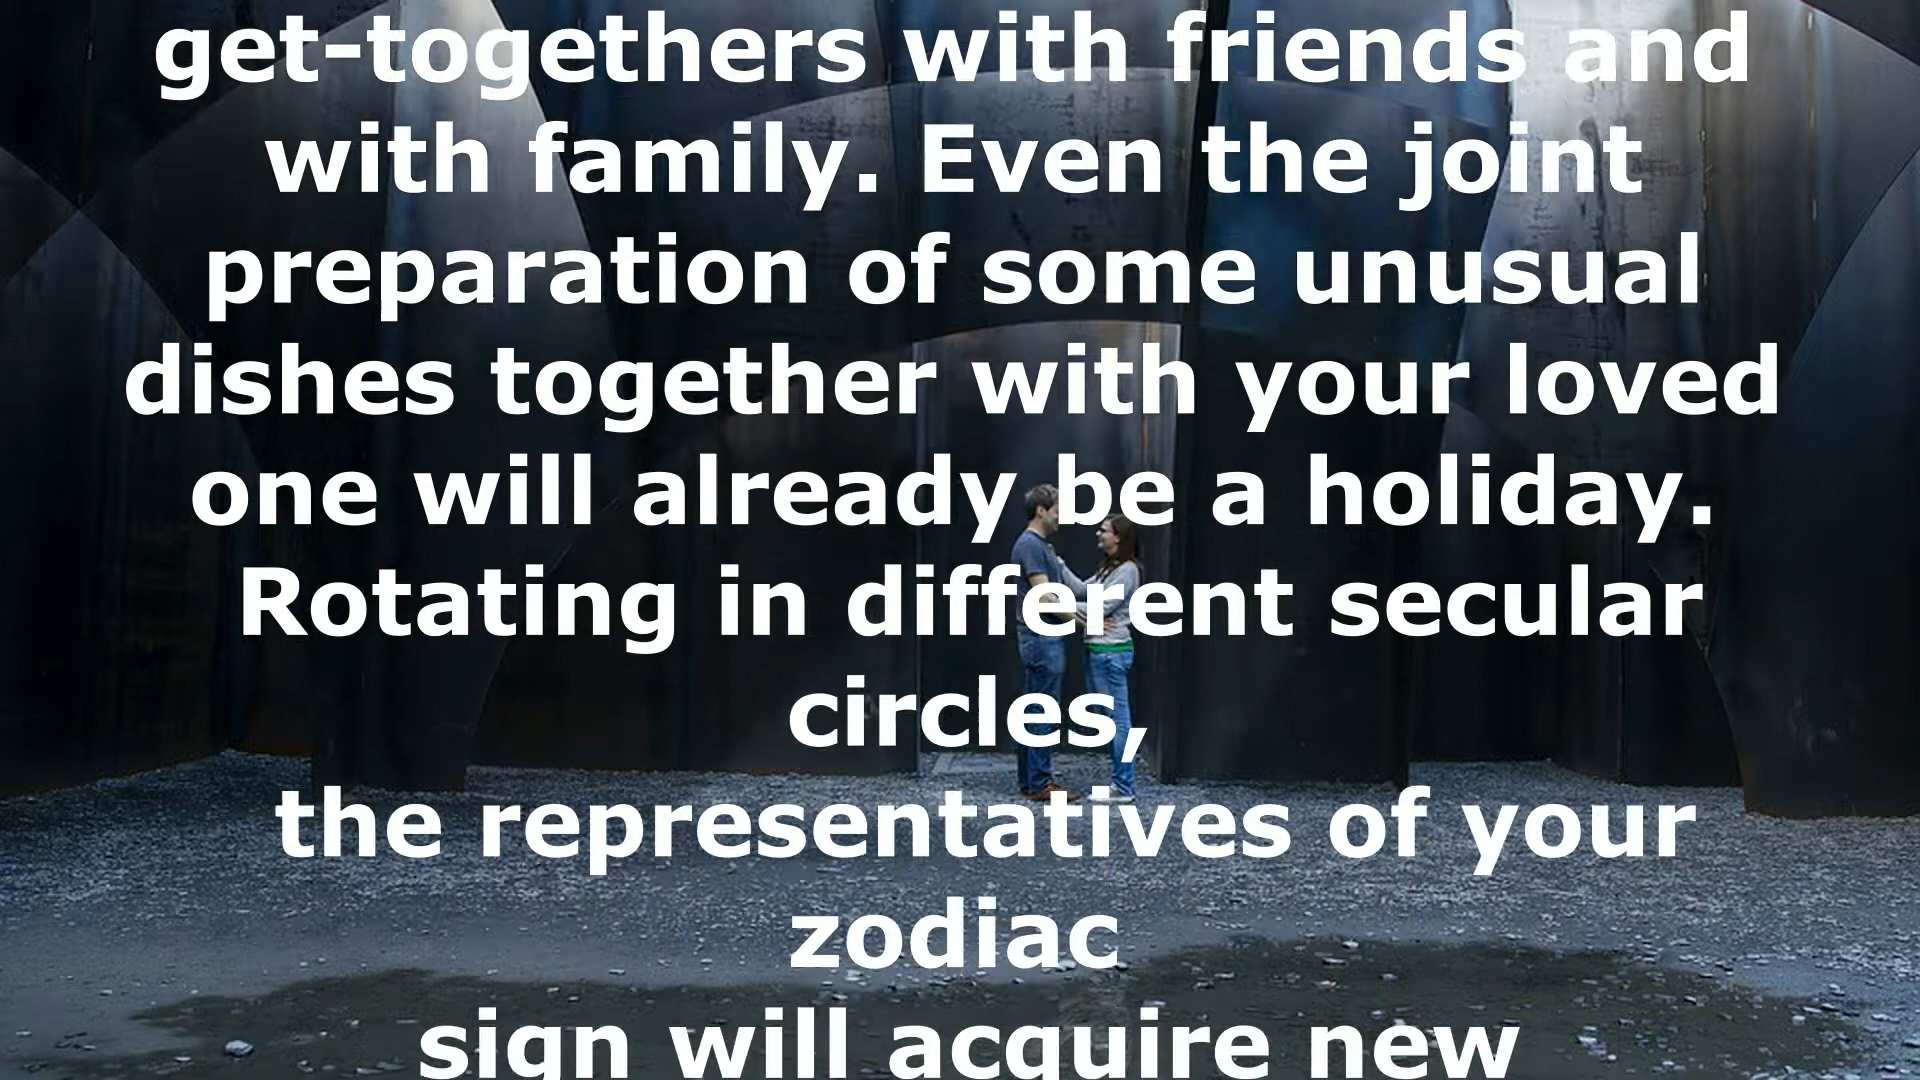 get-togethers with friends and
with family. Even the joint
preparation of some unusual
dishes together with your loved
one will already be a holiday.
Rotating in different secular
circles,
the representatives of your
zodiac
sign will acquire new